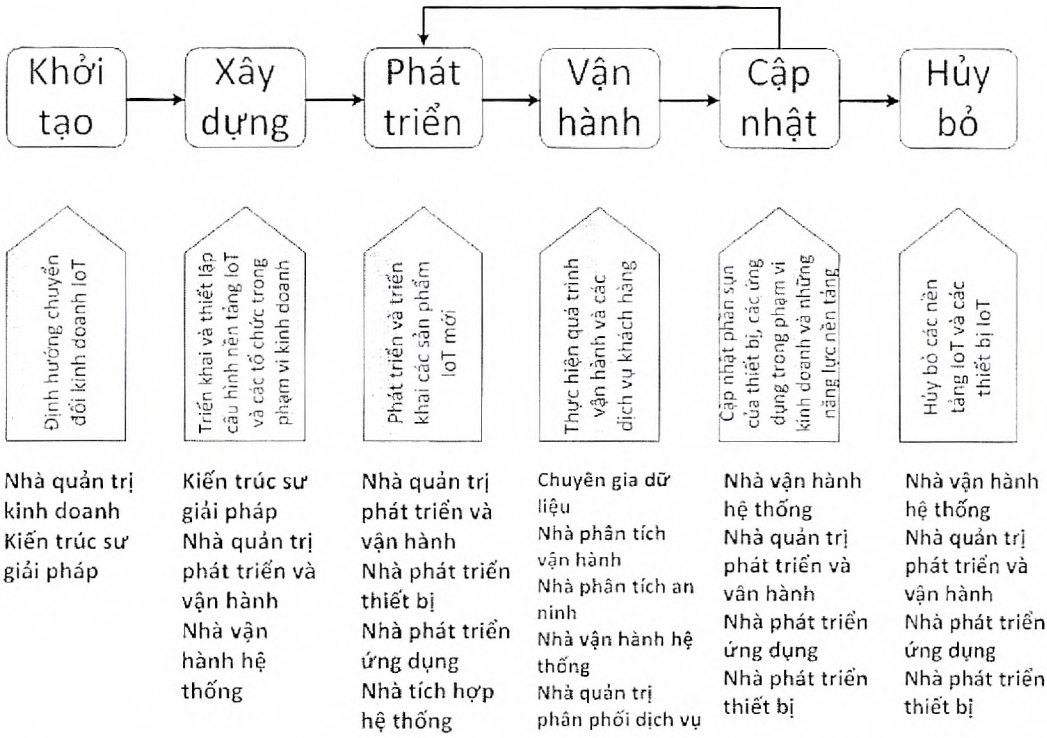 Khởi
tạo
Xây
dựng
Phát
triển
Vận
hành
Cập
nhật
Hủy
bỏ
Định hướng chuyển
đổi kinh doanh IoT
Triển khai và thiết lập
cấu hình nền tảng IoT
và các tổ chức trong
phạm vi kinh doanh
Phát triển và triển
khai các sản phẩm
IoT mới
Thực hiện quá trình
vận hành và các
dịch vụ khách hàng
Cập nhật phần sụn
của thiết bị, các ứng
dụng trong phạm vi
kinh doanh và những
năng lực nền tảng
Hủy bỏ các nền
tảng IoT và các
thiết bị IoT
Nhà quản trị
kinh doanh
Kiến trúc sư
giải pháp
Kiến trúc sư
giải pháp
Nhà quản trị
phát triển và
vận hành
Nhà vận
hành hệ
thống
Nhà quản trị
phát triển và
vận hành
Nhà phát triển
thiết bị
Nhà phát triển
ứng dụng
Nhà tích hợp
hệ thống
Chuyên gia dữ
liệu
Nhà phân tích
vận hành
Nhà phân tích an
ninh
Nhà vận hành hệ
thống
Nhà quản trị
phân phối dịch vụ
Nhà vận hành
hệ thống
Nhà quản trị
phát triển và
vân hành
Nhà phát triển
ứng dụng
Nhà phát triển
thiết bị
Nhà vận hành
hệ thống
Nhà quản trị
phát triển và
vận hành
Nhà phát triển
ứng dụng
Nhà phát triển
thiết bị